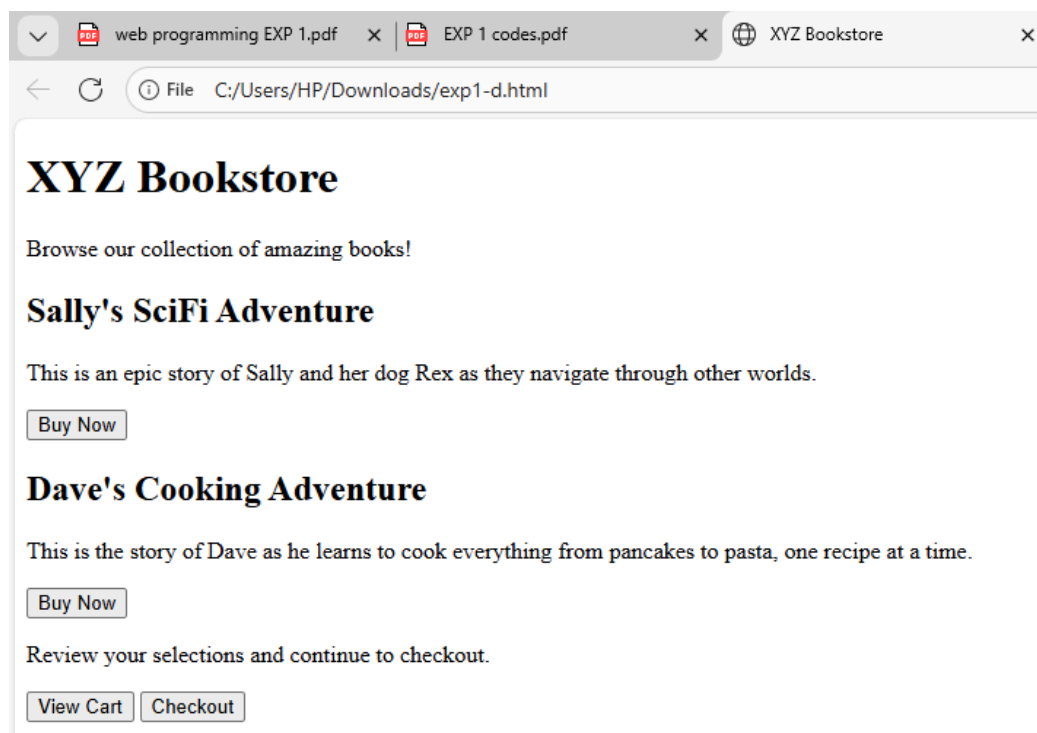 web programming EXP 1.pdf
EXP 1 codes.pdf
XYZ Bookstore
File C:/Users/HP/Downloads/exp1-d.html
XYZ Bookstore
Browse our collection of amazing books!
Sally's SciFi Adventure
This is an epic story of Sally and her dog Rex as they navigate through other worlds.
Buy Now
Dave's Cooking Adventure
This is the story of Dave as he learns to cook everything from pancakes to pasta, one recipe at a time.
Buy Now
Review your selections and continue to checkout.
View Cart Checkout